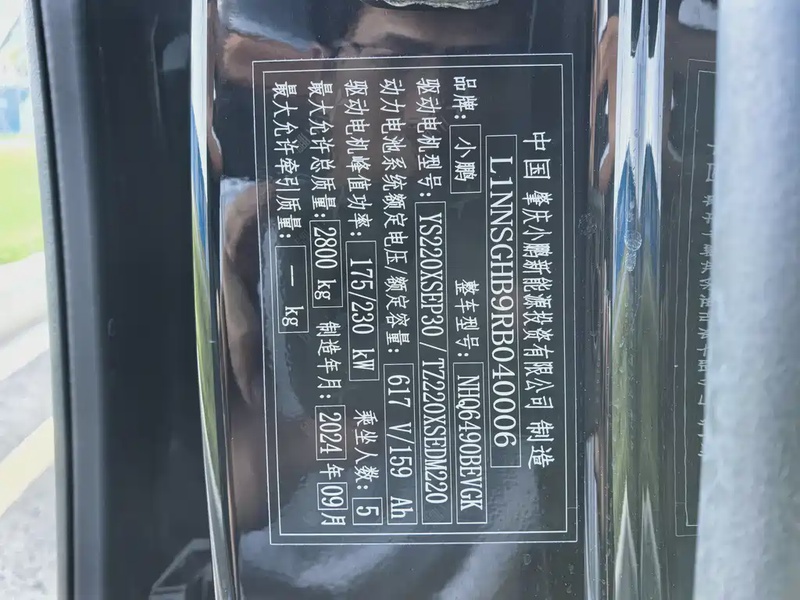 中国 肇庆小鹏新能源投资有限公司 制造
L1NNSGHB9RB040006
品牌: 小鹏 整车型号: NHQ6490BEVGK
驱动电机型号: YS220XSEP30 / TZ220XSEDM220
动力电池系统额定电压/额定容量: 617 V/159 Ah
驱动电机峰值功率: 175/230 kW 乘坐人数: 5
最大允许总质量: 2800 kg 制造年月: 2024 年 09 月
最大允许牵引质量: — kg